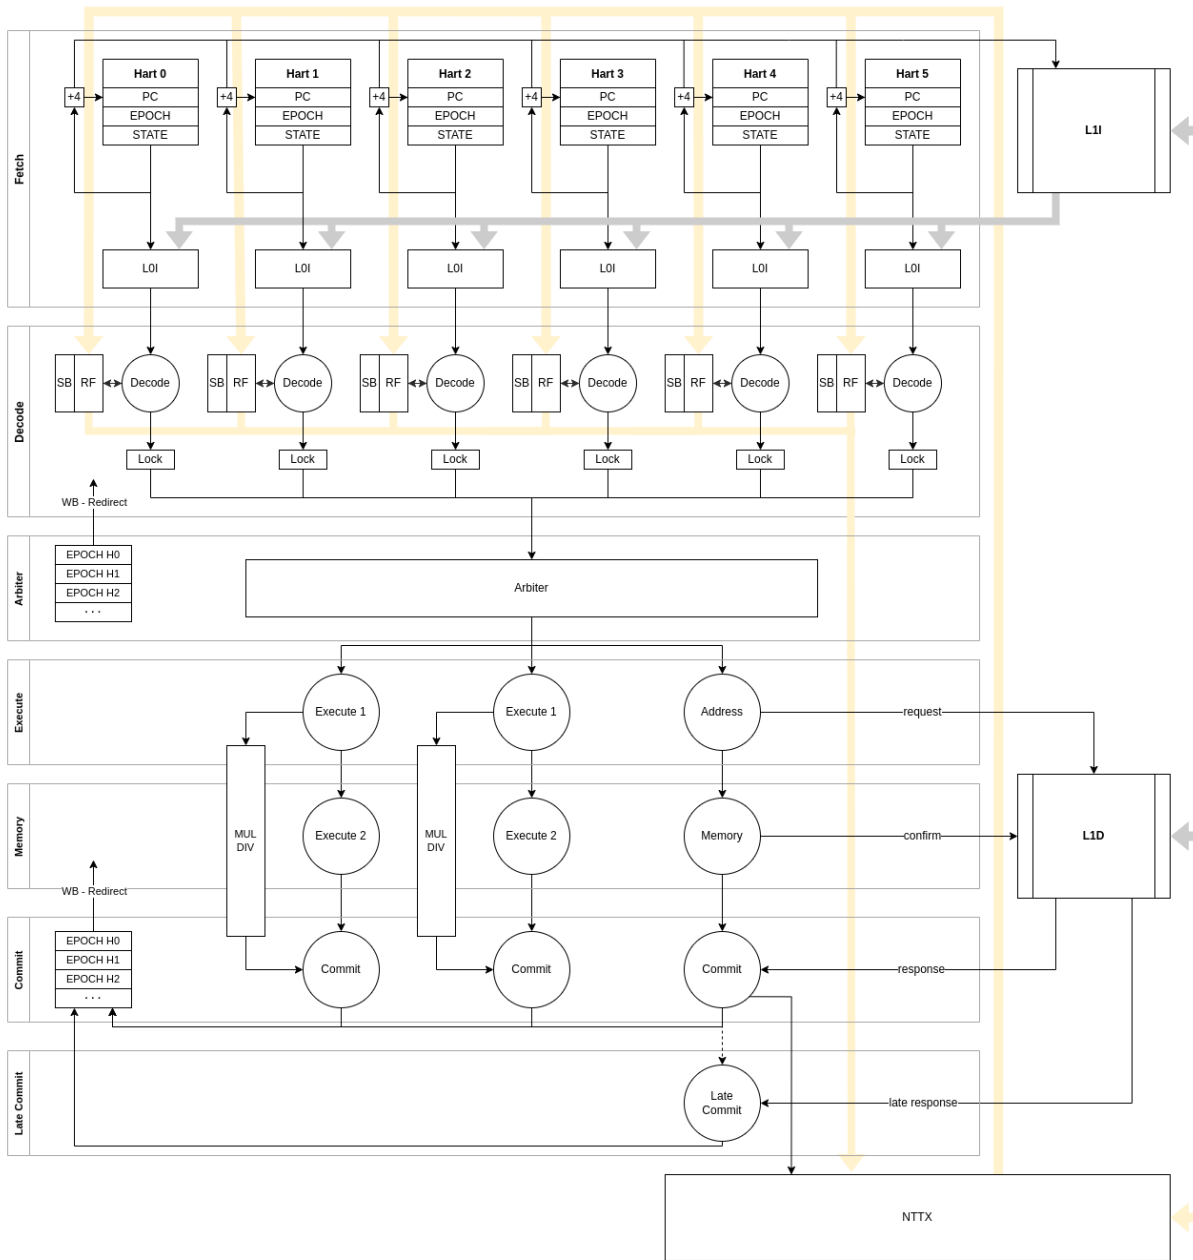 Fetch
Hart 0
Hart 1
Hart 2
Hart 3
Hart 4
Hart 5
+4
PC
+4
PC
+4
PC
+4
PC
+4
PC
+4
PC
EPOCH
EPOCH
EPOCH
EPOCH
EPOCH
EPOCH
STATE
STATE
STATE
STATE
STATE
STATE
L1I
L0I
L0I
L0I
L0I
L0I
L0I
Decode
SB
RF
Decode
SB
RF
Decode
SB
RF
Decode
SB
RF
Decode
SB
RF
Decode
SB
RF
Decode
Lock
Lock
Lock
Lock
Lock
Lock
WB - Redirect
Arbiter
EPOCH H0
EPOCH H1
EPOCH H2
. . .
Arbiter
Execute
Execute 1
Execute 1
Address
request
Memory
MUL
DIV
Execute 2
MUL
DIV
Execute 2
Memory
confirm
L1D
WB - Redirect
Commit
EPOCH H0
EPOCH H1
EPOCH H2
. . .
Commit
Commit
Commit
response
Late Commit
Late
Commit
late response
NTTX